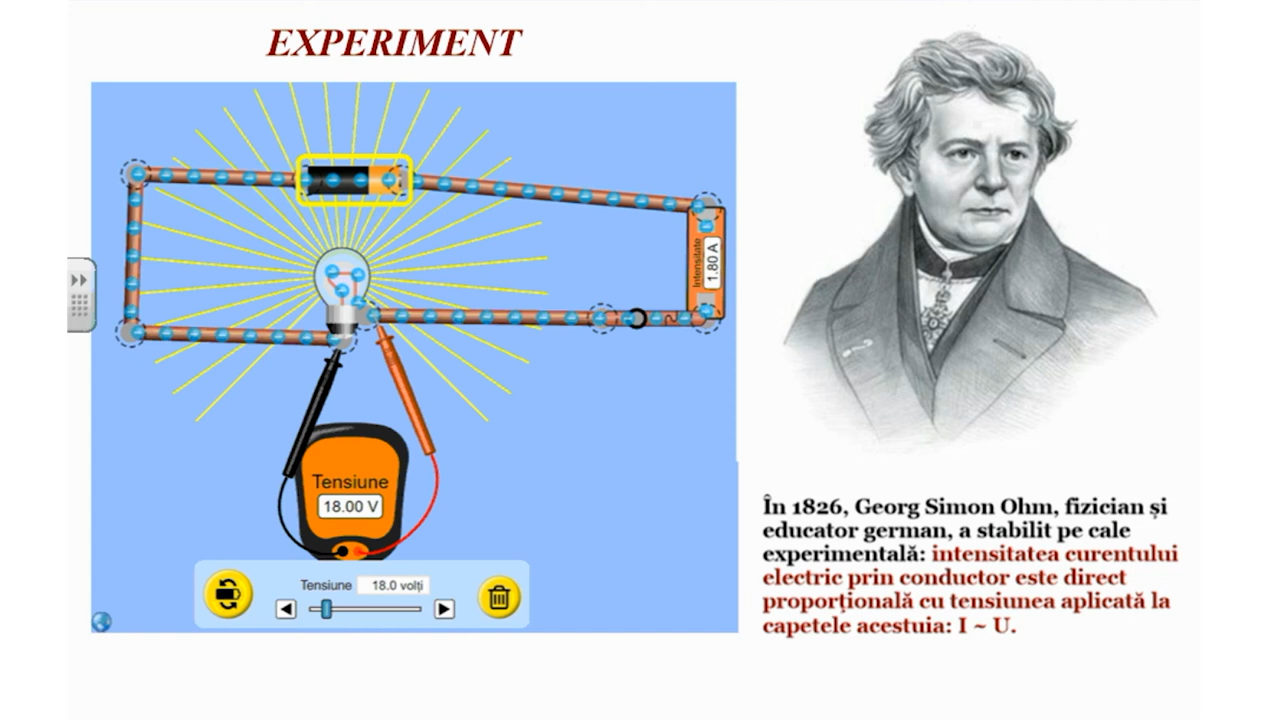 EXPERIMENT
Intensitate
1.80 A
Tensiune
18.00 V
Tensiune 18.0 volți
În 1826, Georg Simon Ohm, fizician și
educator german, a stabilit pe cale
experimentală: intensitatea curentului
electric prin conductor este direct
proporțională cu tensiunea aplicată la
capetele acestuia: I ~ U.